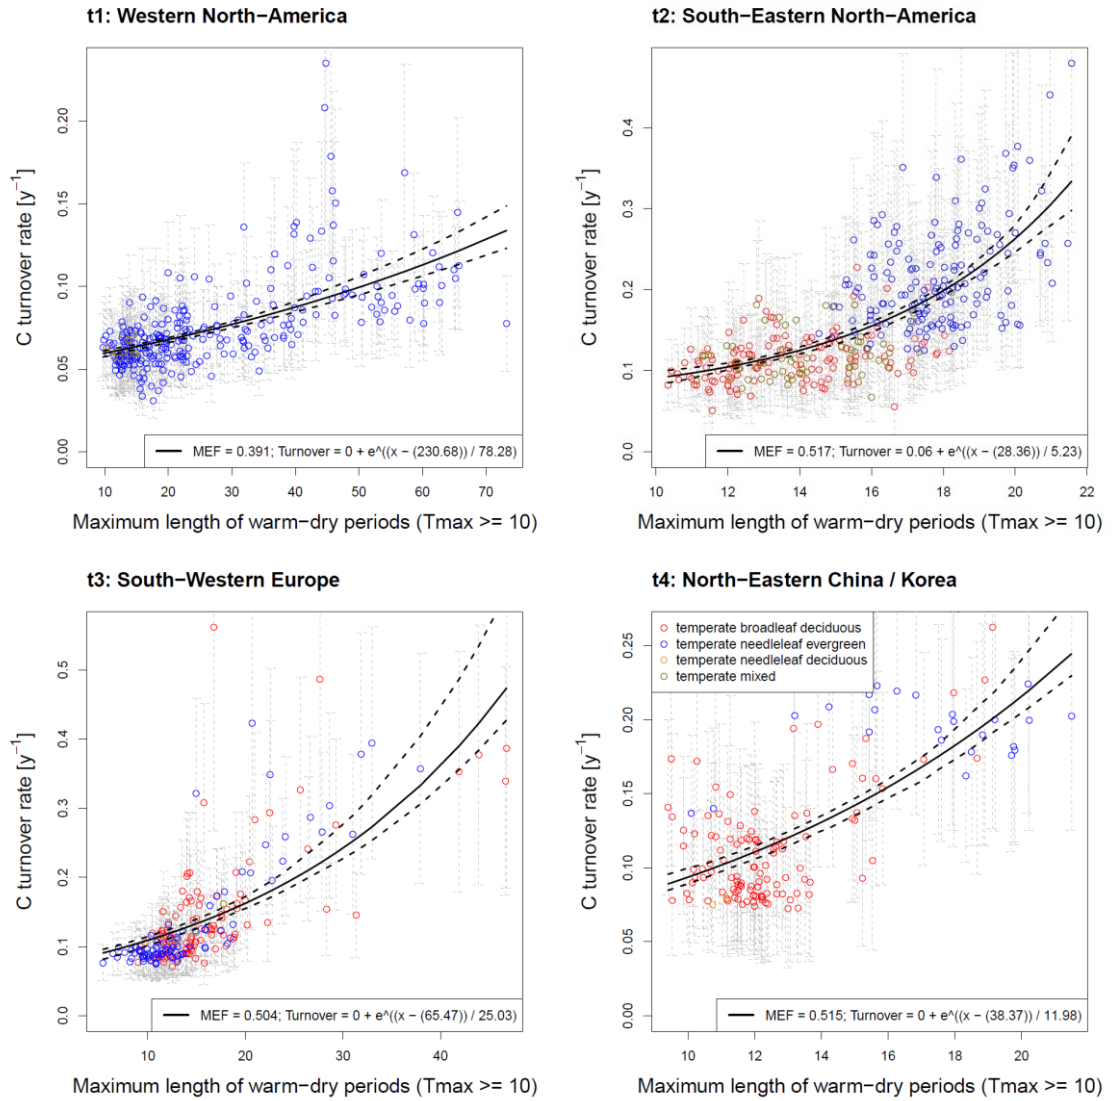 t1: Western North−America
C turnover rate [y−1]
0.00 0.05 0.10 0.15 0.20
MEF = 0.391; Turnover = 0 + e^((x − (230.68)) / 78.28)
10 20 30 40 50 60 70
Maximum length of warm−dry periods (Tmax >= 10)
t2: South−Eastern North−America
C turnover rate [y−1]
0.0 0.1 0.2 0.3 0.4
MEF = 0.517; Turnover = 0.06 + e^((x − (28.36)) / 5.23)
10 12 14 16 18 20 22
Maximum length of warm−dry periods (Tmax >= 10)
t3: South−Western Europe
C turnover rate [y−1]
0.0 0.1 0.2 0.3 0.4 0.5
MEF = 0.504; Turnover = 0 + e^((x − (65.47)) / 25.03)
10 20 30 40
Maximum length of warm−dry periods (Tmax >= 10)
t4: North−Eastern China / Korea
temperate broadleaf deciduous
temperate needleleaf evergreen
temperate needleleaf deciduous
temperate mixed
C turnover rate [y−1]
0.00 0.05 0.10 0.15 0.20 0.25
MEF = 0.515; Turnover = 0 + e^((x − (38.37)) / 11.98)
10 12 14 16 18 20
Maximum length of warm−dry periods (Tmax >= 10)